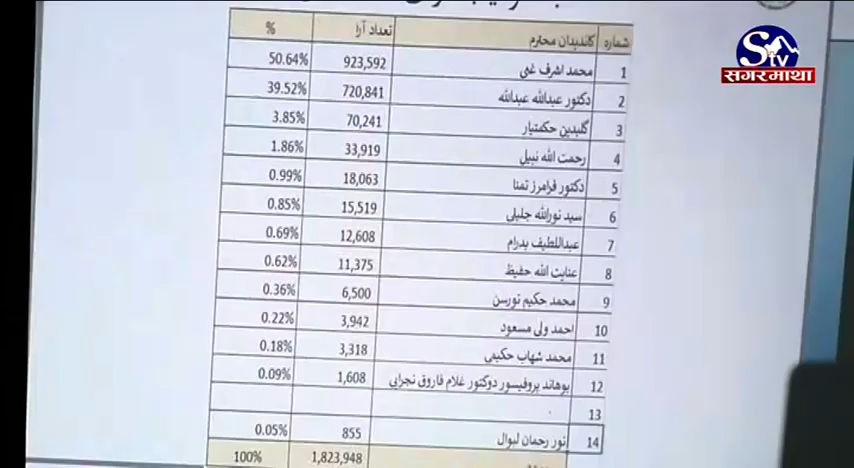 شماره کاندیدان محترم تعداد آرا %
1 محمد اشرف غنی 923,592 50.64%
2 دکتور عبدالله عبدالله 720,841 39.52%
3 گلبدین حکمتیار 70,241 3.85%
4 رحمت الله نبیل 33,919 1.86%
5 دکتور فرامرز تمنا 18,063 0.99%
6 سید نورالله جلیلی 15,519 0.85%
7 عبداللطیف پدرام 12,608 0.69%
8 عنایت الله حفیظ 11,375 0.62%
9 محمد حکیم تورسن 6,500 0.36%
10 احمد ولی مسعود 3,942 0.22%
11 محمد شهاب حکیمی 3,318 0.18%
12 پوهاند پروفیسور دوکتور غلام فاروق نجرابی 1,608 0.09%
13
14 نور رحمان لیوال 855 0.05%
1,823,948 100%
Stv
सगरमाथा